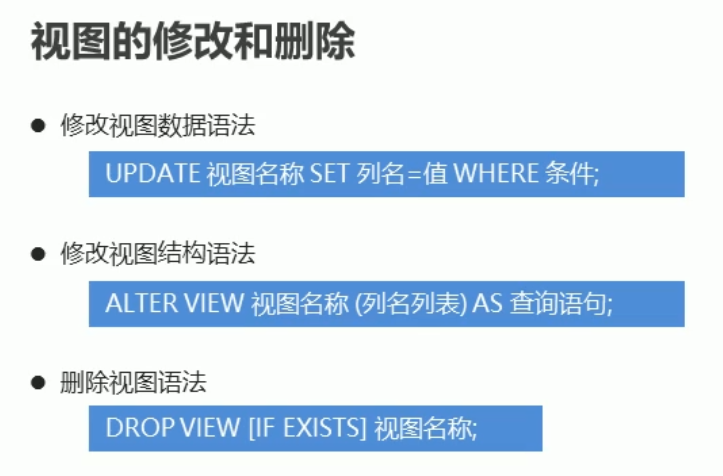 视图的修改和删除
● 修改视图数据语法
UPDATE 视图名称 SET 列名=值 WHERE 条件;
● 修改视图结构语法
ALTER VIEW 视图名称 (列名列表) AS 查询语句;
● 删除视图语法
DROP VIEW [IF EXISTS] 视图名称;